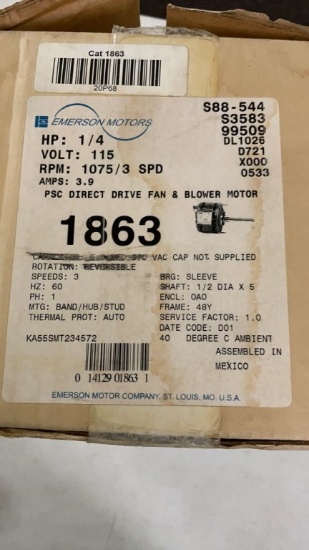 Cat 1863
20P68
EMERSON MOTORS
S88-544
S3583
99509
DL1026
D721
X000
0533
HP: 1/4
VOLT: 115
RPM: 1075/3 SPD
AMPS: 3.9
PSC DIRECT DRIVE FAN & BLOWER MOTOR
1863
VAC CAP NOT SUPPLIED
ROTATION: REVERSIBLE
SPEEDS: 3
HZ: 60
PH: 1
MTG: BAND/HUB/STUD
THERMAL PROT: AUTO
BRG: SLEEVE
SHAFT: 1/2 DIA X 5
ENCL: OAO
FRAME: 48Y
SERVICE FACTOR: 1.0
DATE CODE: D01
40 DEGREE C AMBIENT
KA55SMT234572
ASSEMBLED IN
MEXICO
0 14129 01863 1
EMERSON MOTOR COMPANY, ST. LOUIS, MO. U.S.A.